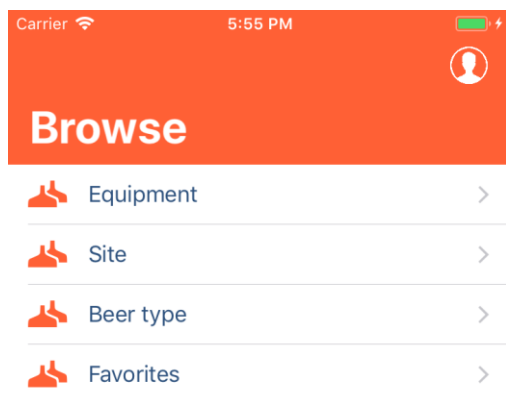 Carrier 5:55 PM
Browse
Equipment
Site
Beer type
Favorites